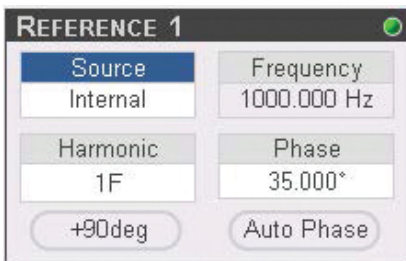 REFERENCE 1
Source Frequency
Internal 1000.000 Hz
Harmonic Phase
1F 35.000°
+90deg Auto Phase